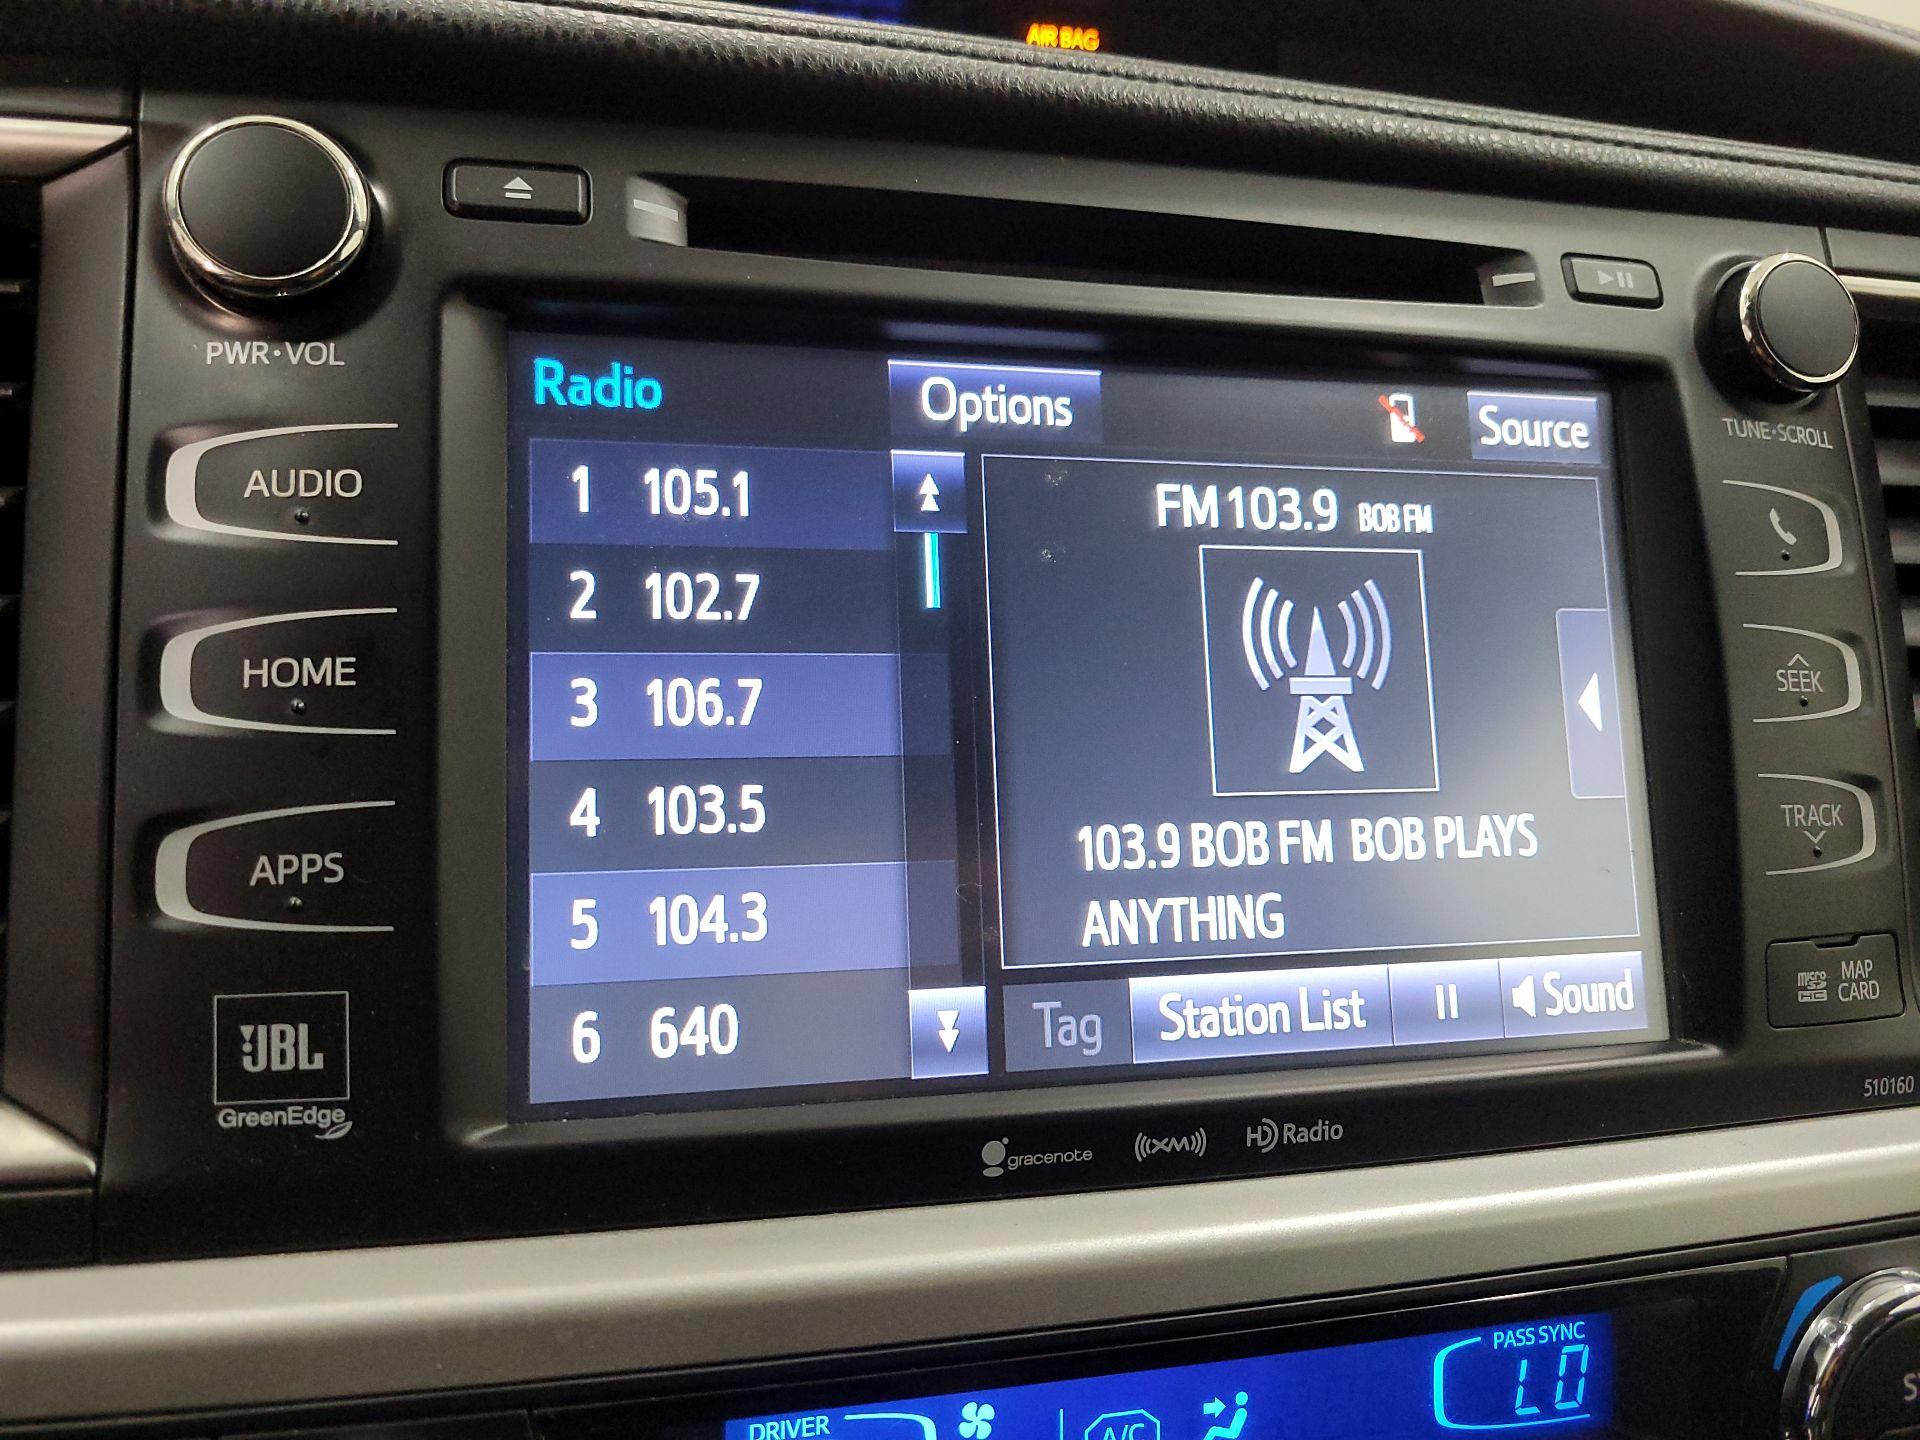 AIR BAG
PWR•VOL
AUDIO
HOME
APPS
JBL
GreenEdge
Radio
Options
Source
1 105.1
2 102.7
3 106.7
4 103.5
5 104.3
6 640
FM 103.9 BOB FM
103.9 BOB FM BOB PLAYS
ANYTHING
Tag
Station List
Sound
TUNE•SCROLL
SEEK
TRACK
micro
HC
MAP
CARD
510160
gracenote
((XM))
HD Radio
PASS SYNC
LO
DRIVER
A/C